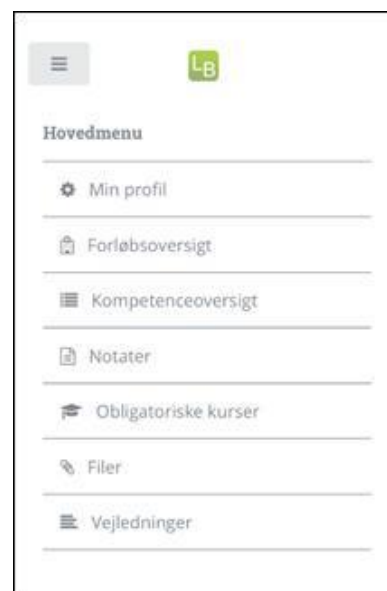 LB
Hovedmenu
Min profil
Forløbsoversigt
Kompetenceoversigt
Notater
Obligatoriske kurser
Filer
Vejledninger